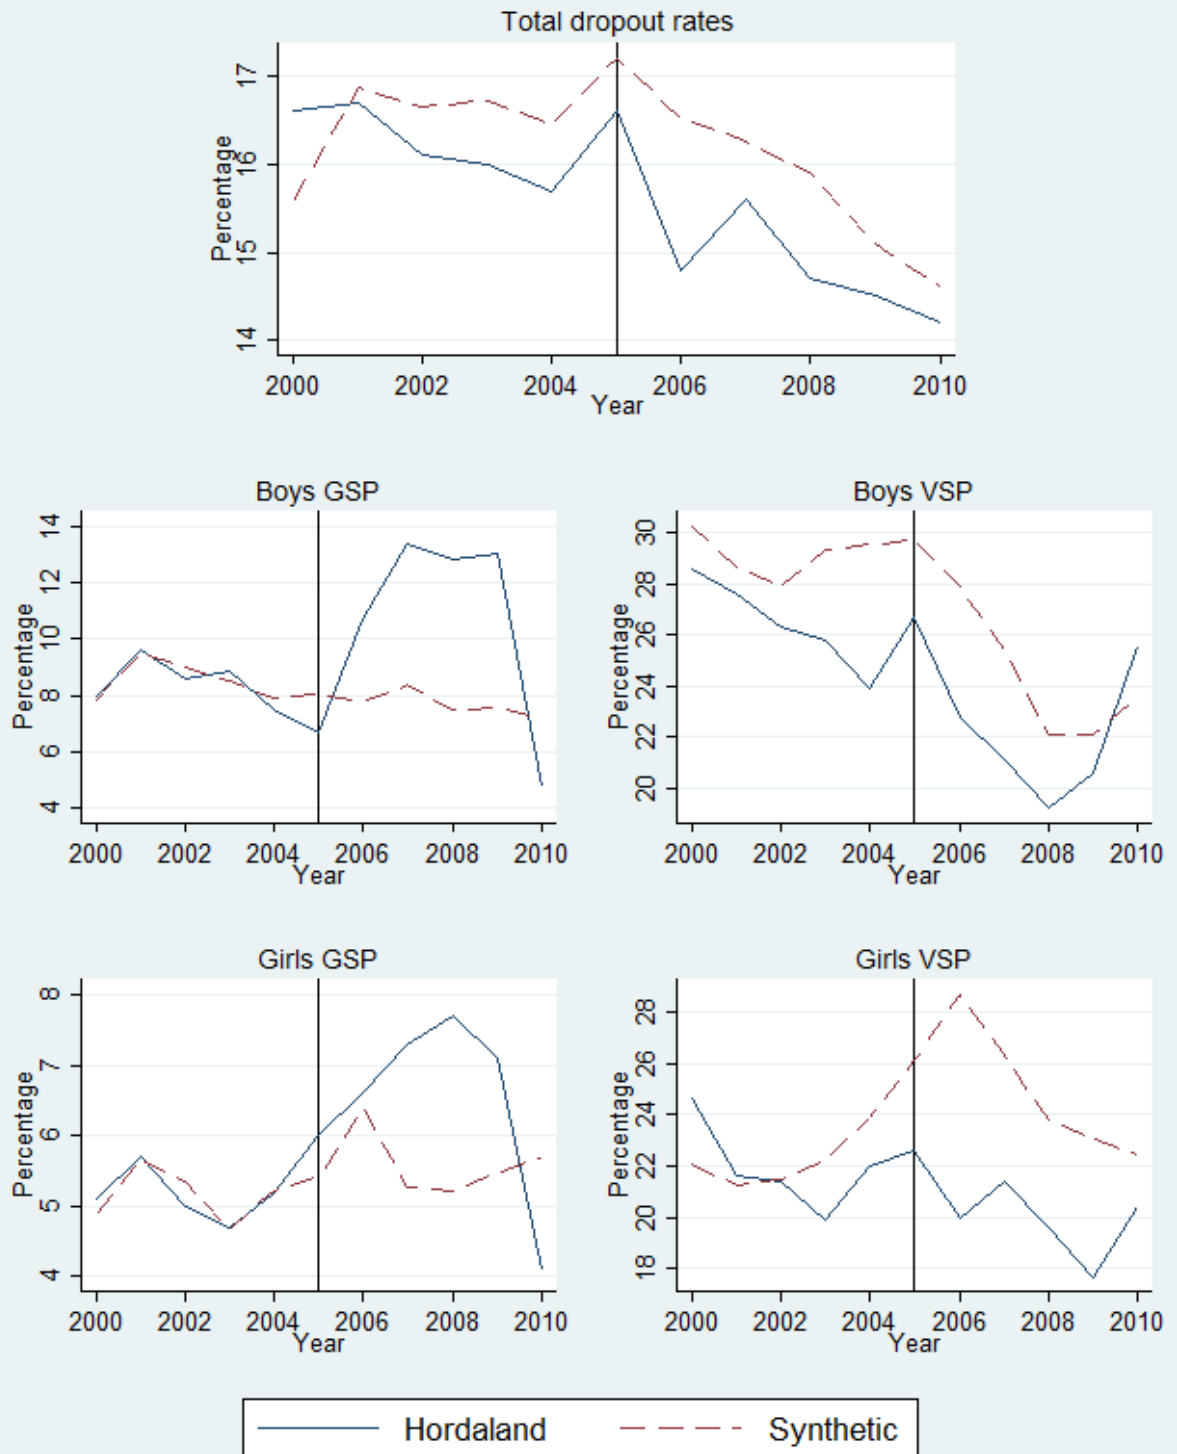 Total dropout rates
Percentage
17
16
15
14
2000 2002 2004 2006 2008 2010
Year
Boys GSP
Percentage
14
12
10
8
6
4
2000 2002 2004 2006 2008 2010
Year
Boys VSP
Percentage
30
28
26
24
22
20
2000 2002 2004 2006 2008 2010
Year
Girls GSP
Percentage
8
7
6
5
4
2000 2002 2004 2006 2008 2010
Year
Girls VSP
Percentage
28
26
24
22
20
18
2000 2002 2004 2006 2008 2010
Year
Hordaland Synthetic